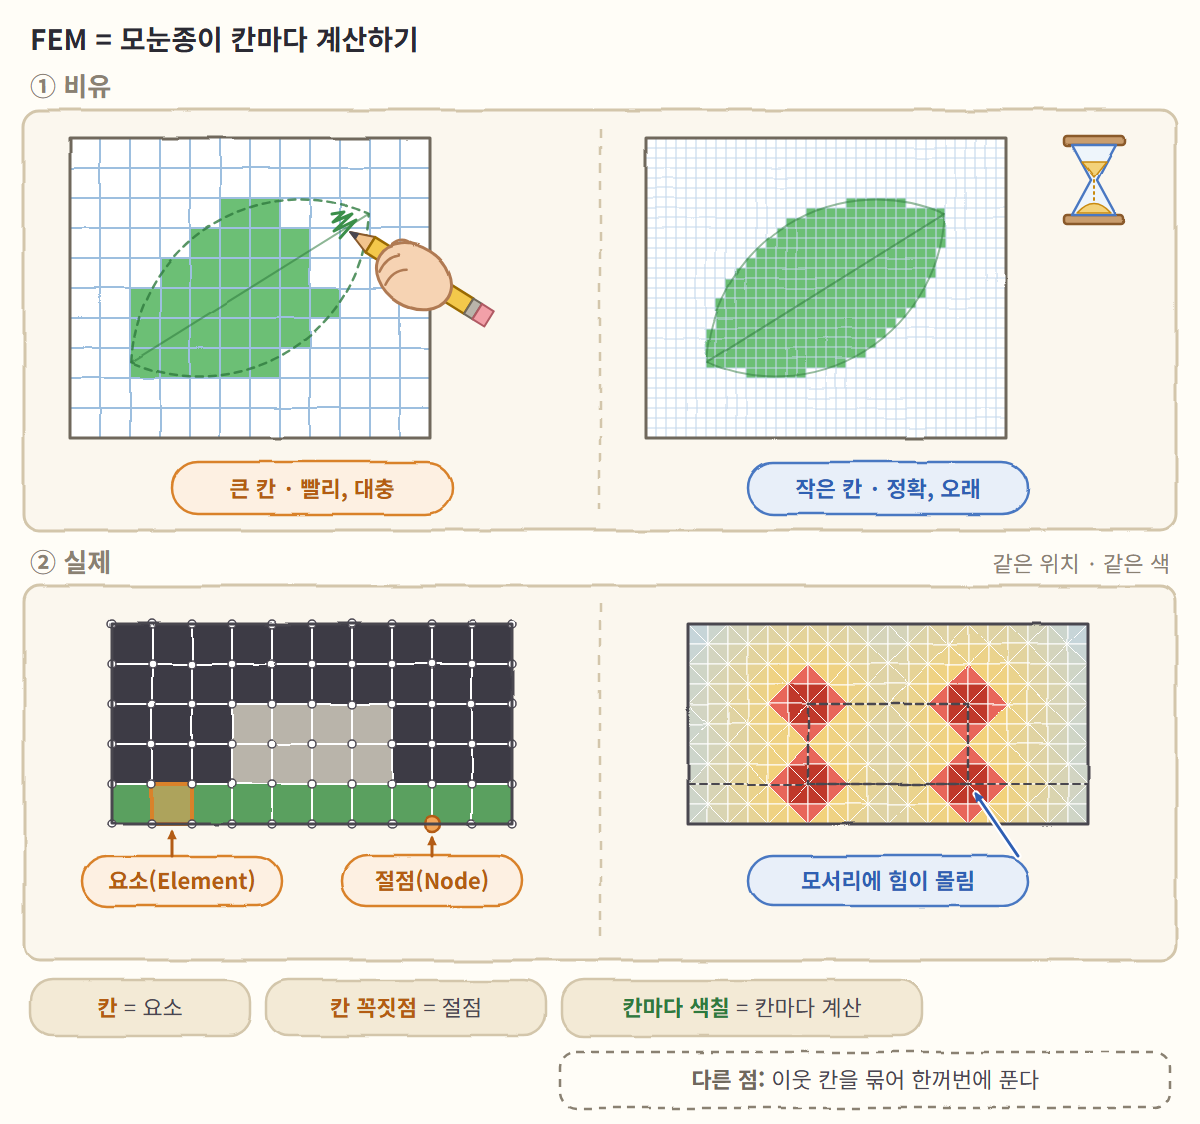 FEM = 모눈종이 칸마다 계산하기
① 비유
큰 칸 · 빨리, 대충
작은 칸 · 정확, 오래
② 실제
같은 위치 · 같은 색
요소(Element)
절점(Node)
모서리에 힘이 몰림
칸 = 요소
칸 꼭짓점 = 절점
칸마다 색칠 = 칸마다 계산
다른 점: 이웃 칸을 묶어 한꺼번에 푼다